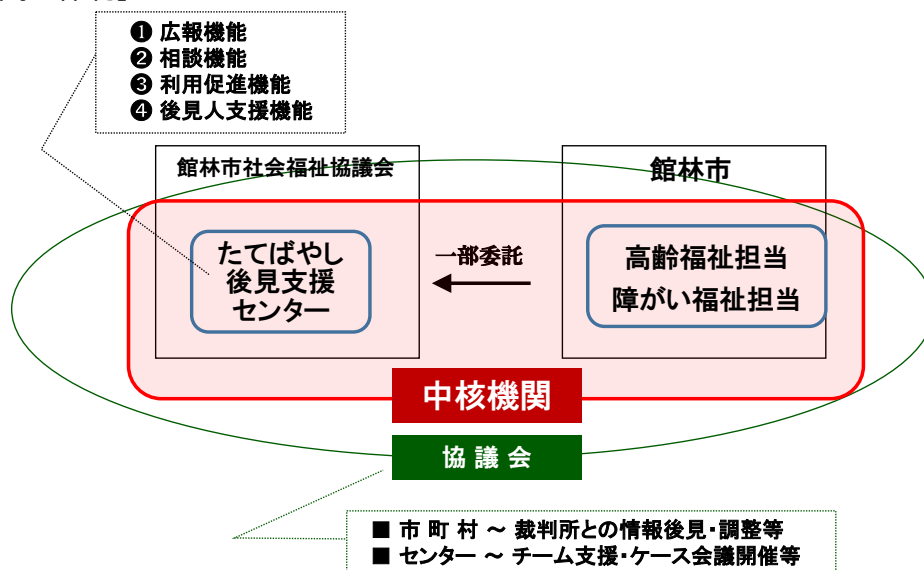 ❶ 広報機能
❷ 相談機能
❸ 利用促進機能
❹ 後見人支援機能
館林市社会福祉協議会
館林市
たてばやし
後見支援
センター
一部委託
高齢福祉担当
障がい福祉担当
中核機関
協議会
■ 市町村 ～ 裁判所との情報後見・調整等
■ センター ～ チーム支援・ケース会議開催等